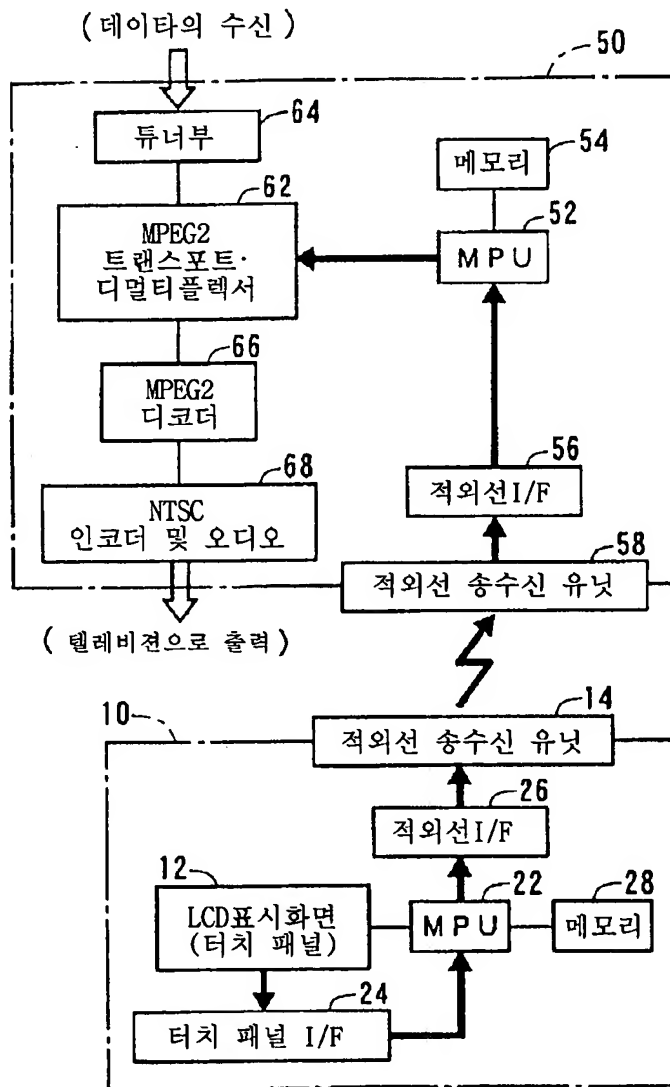 ( 데이타의 수신 )
50
튜너부
64
메모리
54
62
MPEG2
트랜스포트·
디멀티플렉서
52
MPU
66
MPEG2
디코더
56
적외선I/F
68
NTSC
인코더 및 오디오
58
적외선 송수신 유닛
( 텔레비젼으로 출력)
10
14
적외선 송수신 유닛
26
적외선I/F
12
LCD표시화면
(터치 패널)
22
MPU
28
메모리
24
터치 패널 I/F